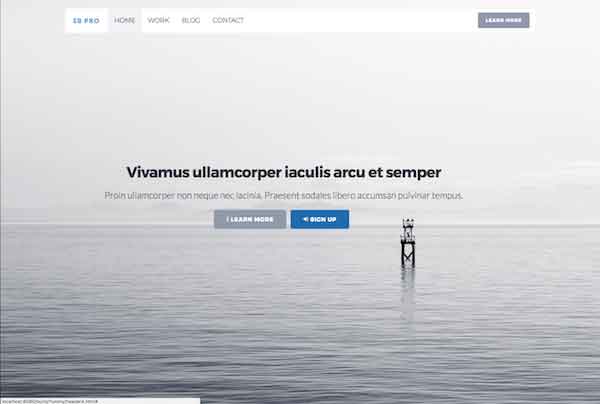 SB PRO HOME WORK BLOG CONTACT LEARN MORE
Vivamus ullamcorper iaculis arcu et semper
Proin ullamcorper non neque nec lacinia. Praesent sodales libero accumsan pulvinar tempus.
LEARN MORE SIGN UP